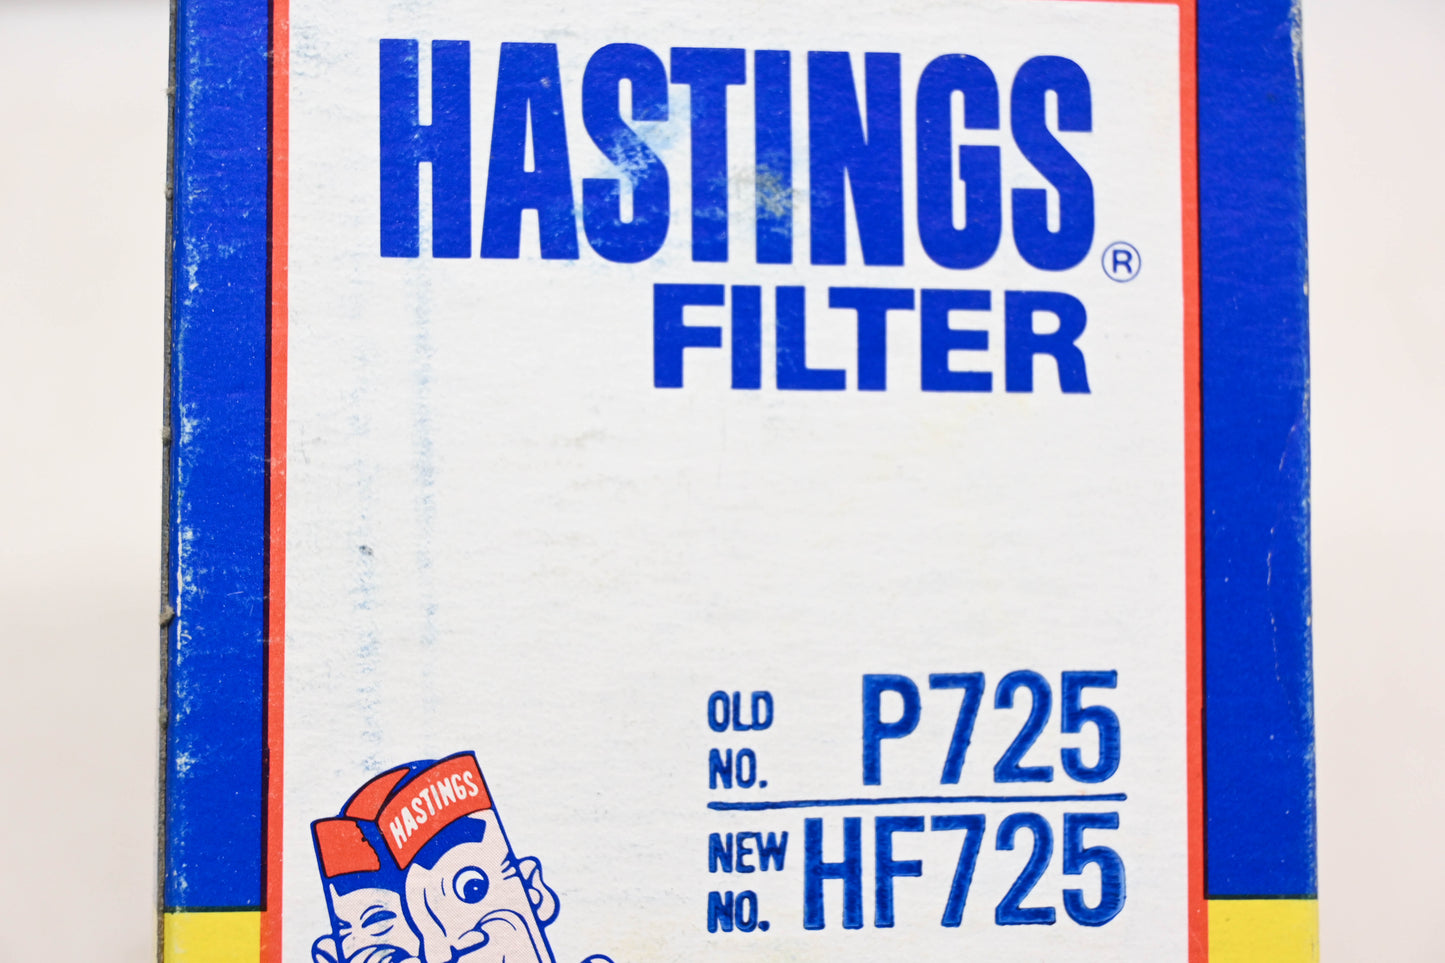 HASTINGS®
FILTER
OLD NO. P725
NEW NO. HF725
HASTINGS